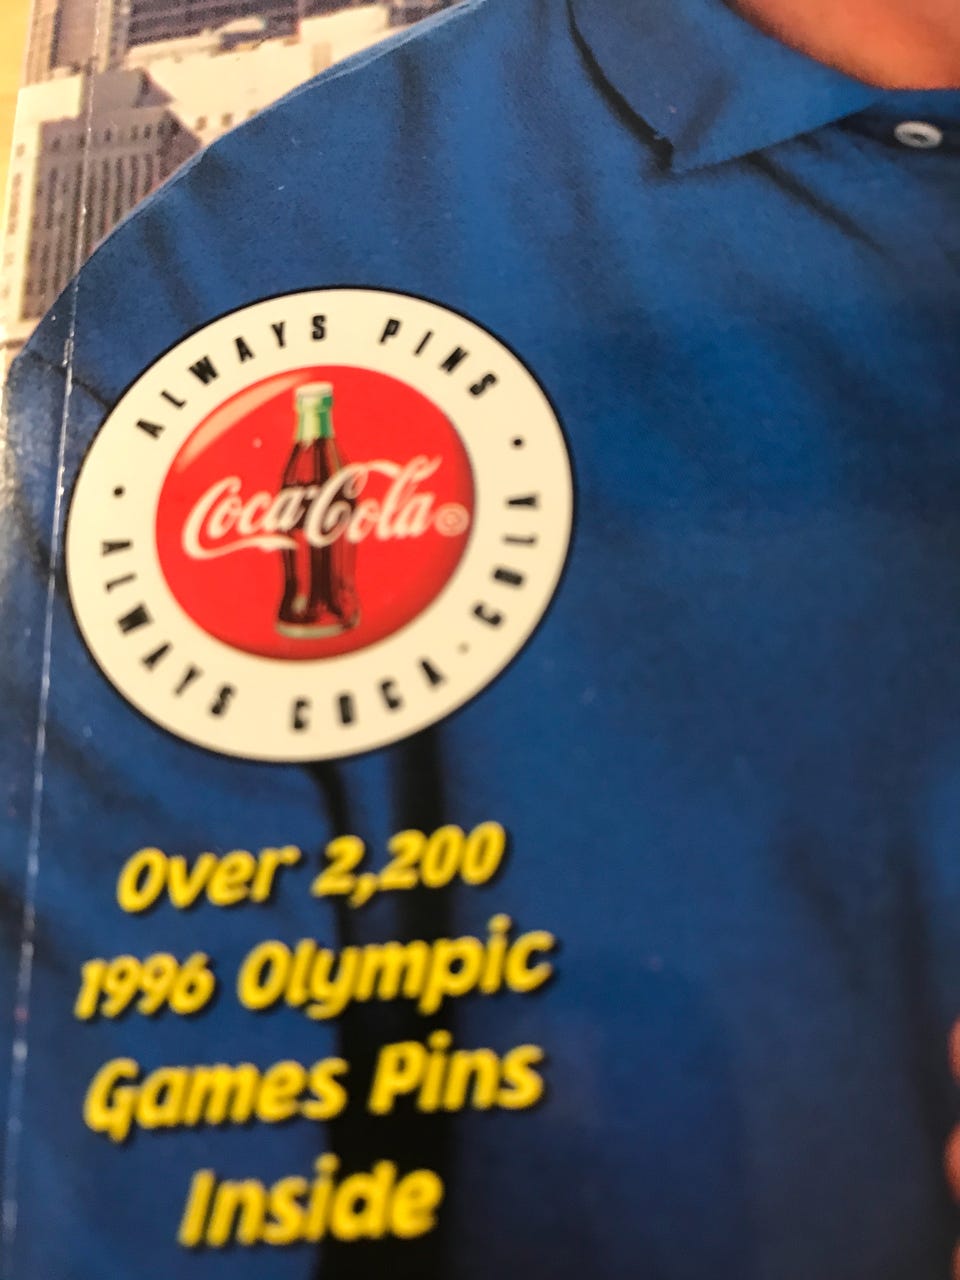 ALWAYS PINS
Coca-Cola
ALWAYS COCA-COLA
Over 2,200
1996 Olympic
Games Pins
Inside